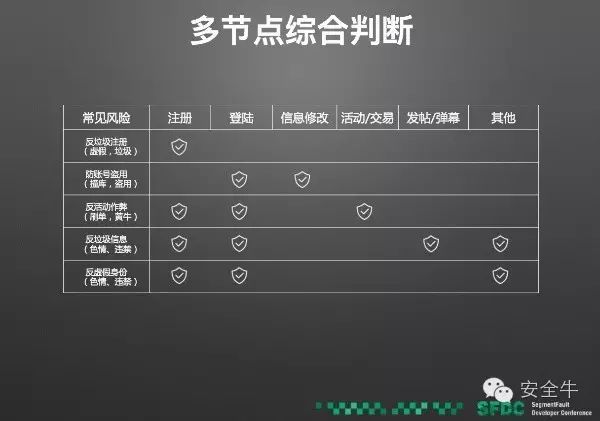 多节点综合判断
常见风险 注册 登陆 信息修改 活动/交易 发帖/弹幕 其他
反垃圾注册
（虚假，垃圾）
防账号盗用
（撞库，盗用）
反活动作弊
（刷单，黄牛）
反垃圾信息
（色情、违禁）
反虚假身份
（色情、违禁）
安全牛
SFDC
SegmentFault
Developer Conference